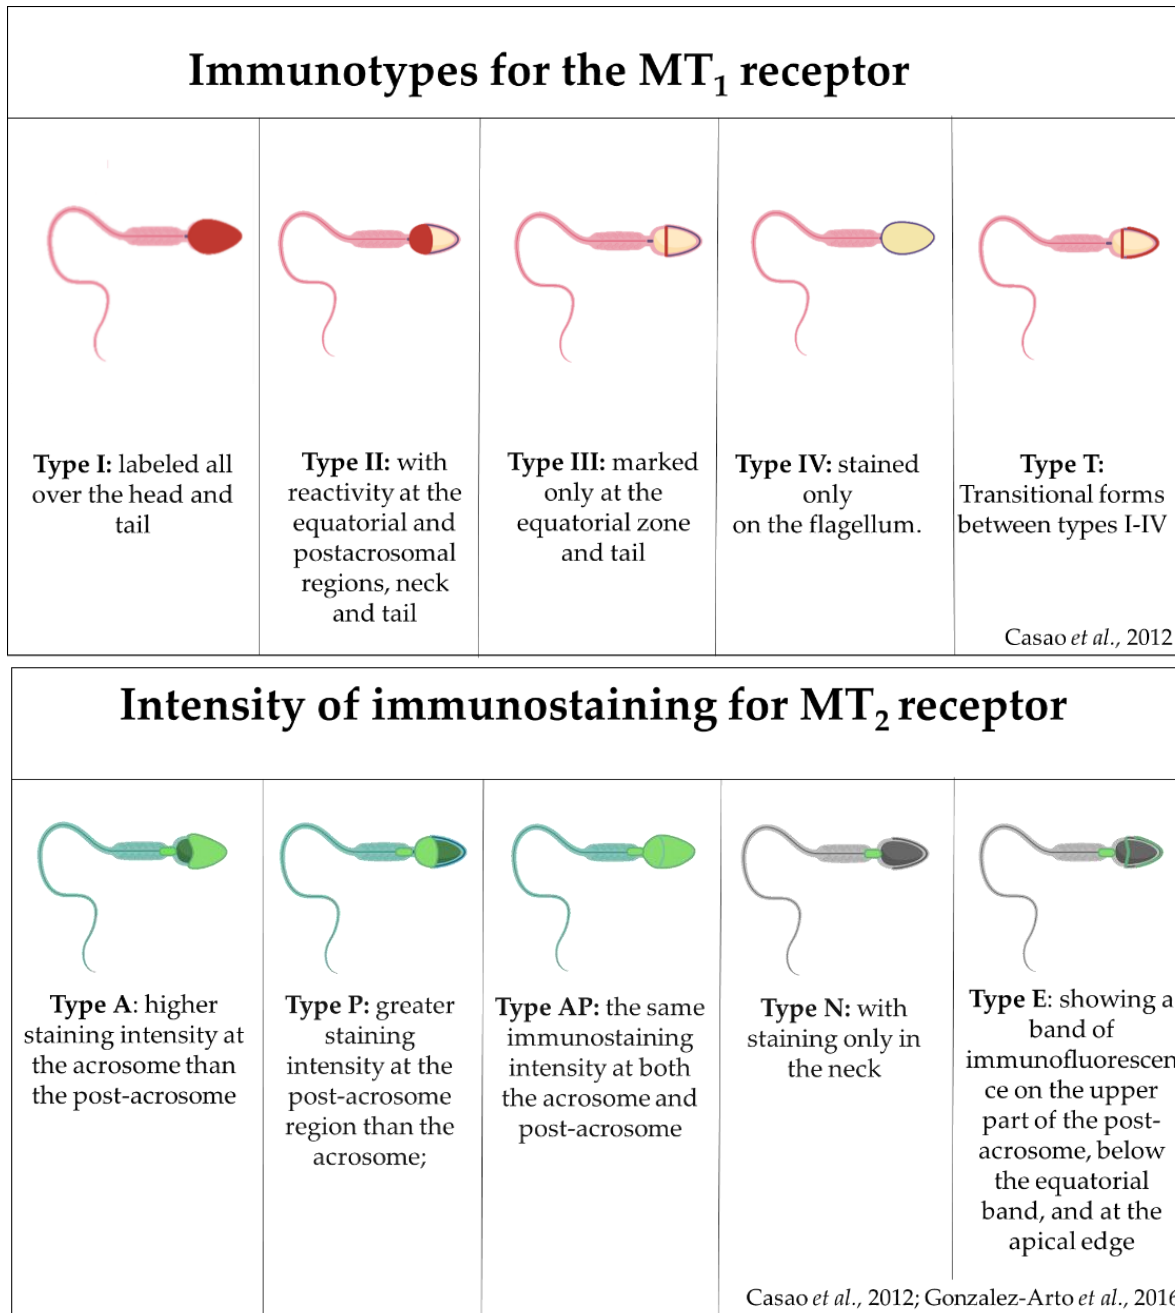 Immunotypes for the MT₁ receptor
Type I: labeled all
over the head and
tail
Type II: with
reactivity at the
equatorial and
postacrosomal
regions, neck
and tail
Type III: marked
only at the
equatorial zone
and tail
Type IV: stained
only
on the flagellum.
Type T:
Transitional forms
between types I-IV
Casao et al., 2012
Intensity of immunostaining for MT₂ receptor
Type A: higher
staining intensity at
the acrosome than
the post-acrosome
Type P: greater
staining
intensity at the
post-acrosome
region than the
acrosome;
Type AP: the same
immunostaining
intensity at both
the acrosome and
post-acrosome
Type N: with
staining only in
the neck
Type E: showing a
band of
immunofluorescen
ce on the upper
part of the post-
acrosome, below
the equatorial
band, and at the
apical edge
Casao et al., 2012; Gonzalez-Arto et al., 2016